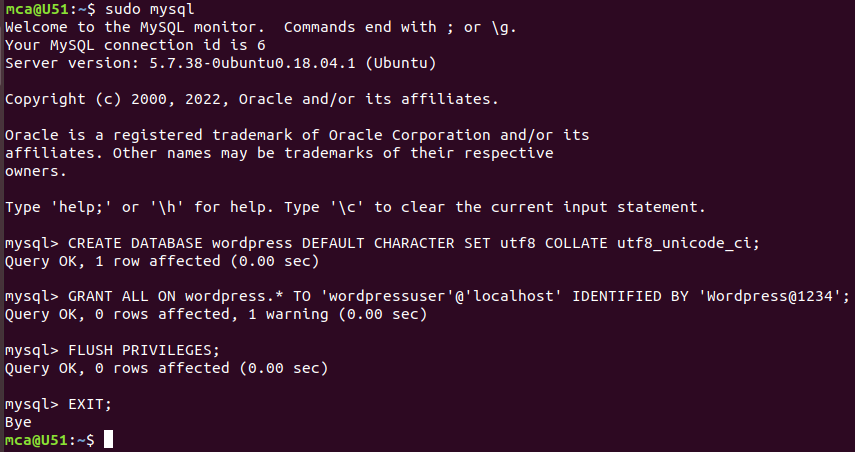 mca@U51:~$ sudo mysql
Welcome to the MySQL monitor.  Commands end with ; or \g.
Your MySQL connection id is 6
Server version: 5.7.38-0ubuntu0.18.04.1 (Ubuntu)
Copyright (c) 2000, 2022, Oracle and/or its affiliates.
Oracle is a registered trademark of Oracle Corporation and/or its
affiliates. Other names may be trademarks of their respective
owners.
Type 'help;' or '\h' for help. Type '\c' to clear the current input statement.
mysql> CREATE DATABASE wordpress DEFAULT CHARACTER SET utf8 COLLATE utf8_unicode_ci;
Query OK, 1 row affected (0.00 sec)
mysql> GRANT ALL ON wordpress.* TO 'wordpressuser'@'localhost' IDENTIFIED BY 'Wordpress@1234';
Query OK, 0 rows affected, 1 warning (0.00 sec)
mysql> FLUSH PRIVILEGES;
Query OK, 0 rows affected (0.00 sec)
mysql> EXIT;
Bye
mca@U51:~$